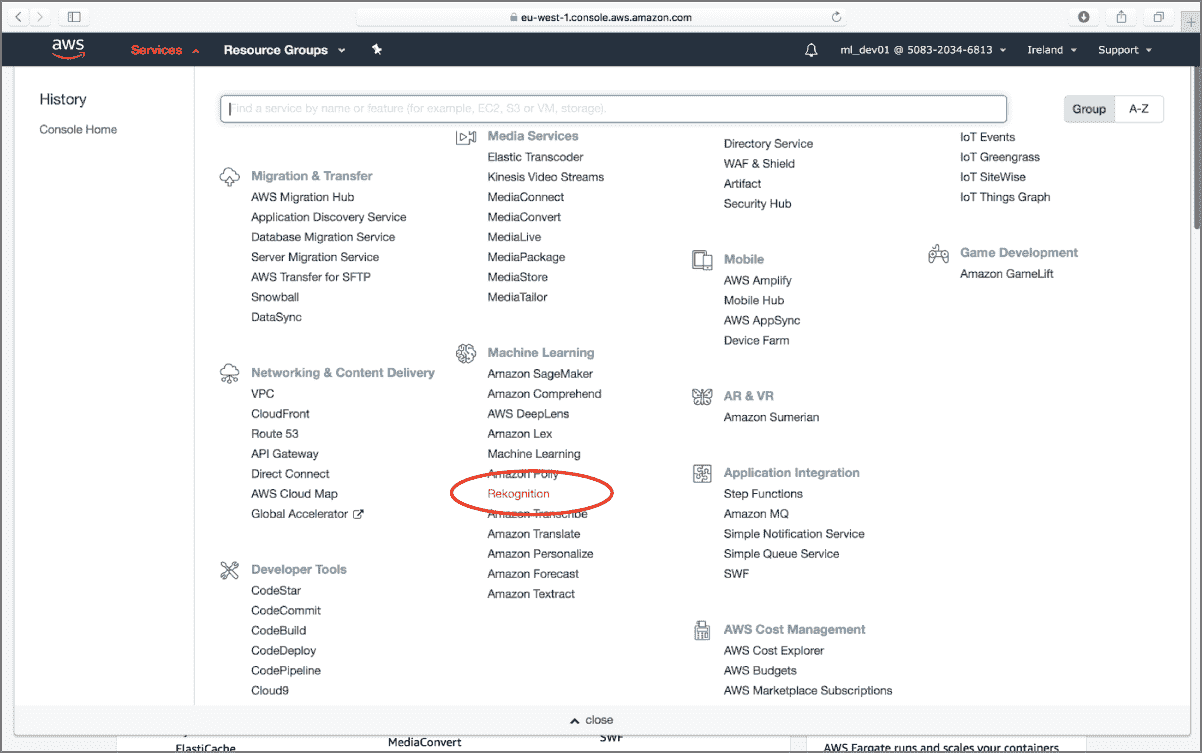 eu-west-1.console.aws.amazon.com
aws
Services
Resource Groups
ml_dev01 @ 5083-2034-6813
Ireland
Support
History
Console Home
Find a service by name or feature (for example, EC2, S3 or VM, storage).
Group
A-Z
Migration & Transfer
AWS Migration Hub
Application Discovery Service
Database Migration Service
Server Migration Service
AWS Transfer for SFTP
Snowball
DataSync
Networking & Content Delivery
VPC
CloudFront
Route 53
API Gateway
Direct Connect
AWS Cloud Map
Global Accelerator
Developer Tools
CodeStar
CodeCommit
CodeBuild
CodeDeploy
CodePipeline
Cloud9
Media Services
Elastic Transcoder
Kinesis Video Streams
MediaConnect
MediaConvert
MediaLive
MediaPackage
MediaStore
MediaTailor
Machine Learning
Amazon SageMaker
Amazon Comprehend
AWS DeepLens
Amazon Lex
Machine Learning
Amazon Polly
Rekognition
Amazon Transcribe
Amazon Translate
Amazon Personalize
Amazon Forecast
Amazon Textract
Directory Service
WAF & Shield
Artifact
Security Hub
Mobile
AWS Amplify
Mobile Hub
AWS AppSync
Device Farm
AR & VR
Amazon Sumerian
Application Integration
Step Functions
Amazon MQ
Simple Notification Service
Simple Queue Service
SWF
AWS Cost Management
AWS Cost Explorer
AWS Budgets
AWS Marketplace Subscriptions
IoT Events
IoT Greengrass
IoT SiteWise
IoT Things Graph
Game Development
Amazon GameLift
close
ElastiCache
MediaConvert
SWF
AWS Fargate runs and scales your containers